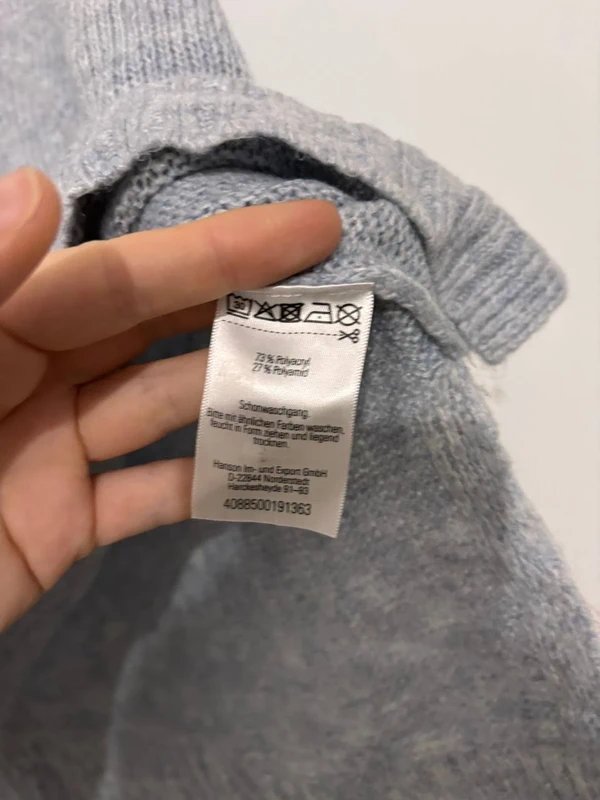 30
73 % Polyacryl
27 % Polyamid
Schonwaschgang.
Bitte mit ähnlichen Farben waschen,
feucht in Form ziehen und liegend
trocknen.
Hanson Im- und Export GmbH
D-22844 Norderstedt
Harckesheyde 91-93
4088500191363